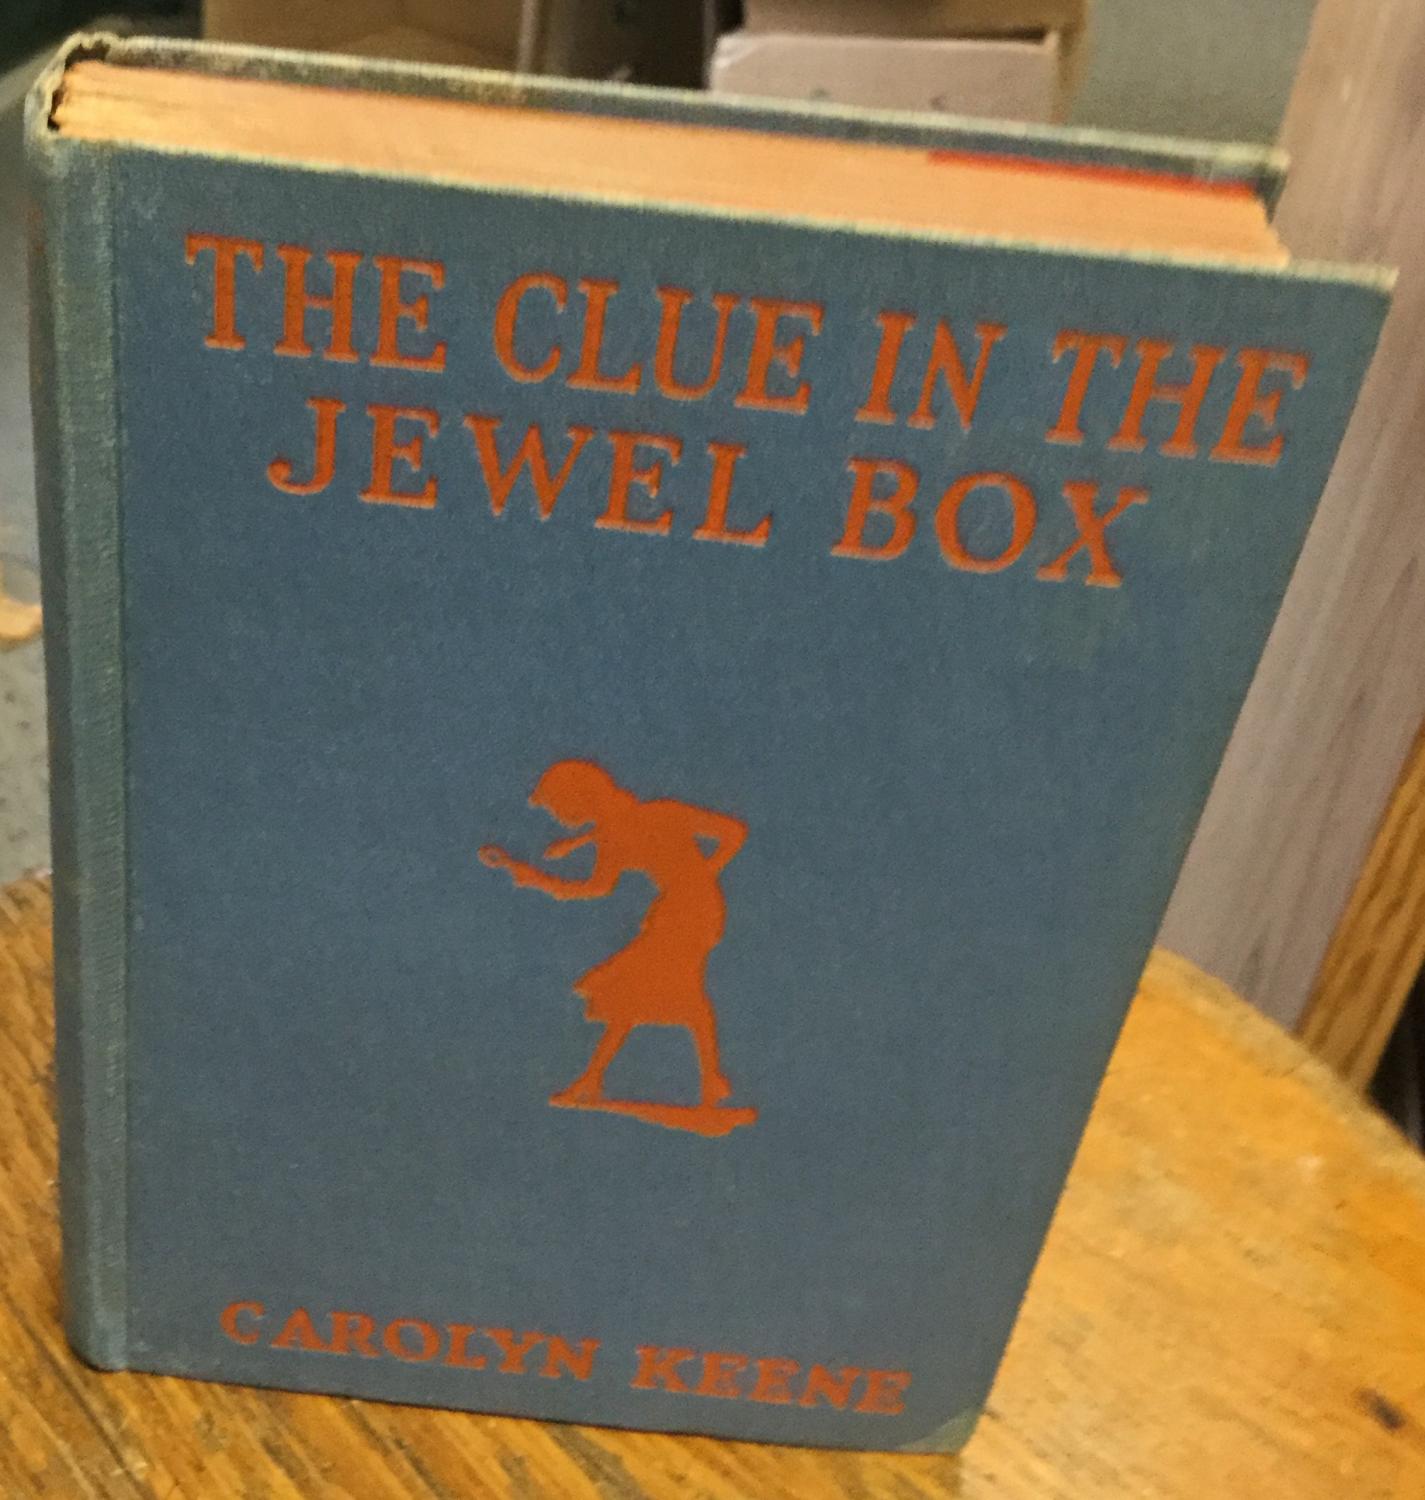 THE CLUE IN THE
JEWEL BOX
CAROLYN KEENE